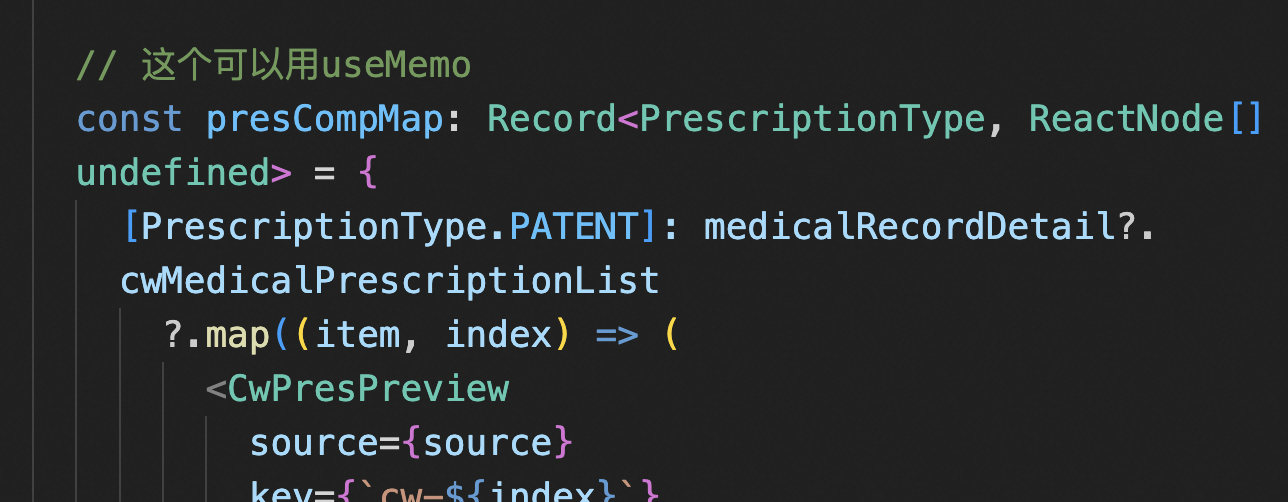 // 这个可以用useMemo
const presCompMap: Record<PrescriptionType, ReactNode[]
undefined> = {
[PrescriptionType.PATENT]: medicalRecordDetail?.
cwMedicalPrescriptionList
?.map((item, index) => (
<CwPresPreview
source={source}
key={`cw-${index}`}